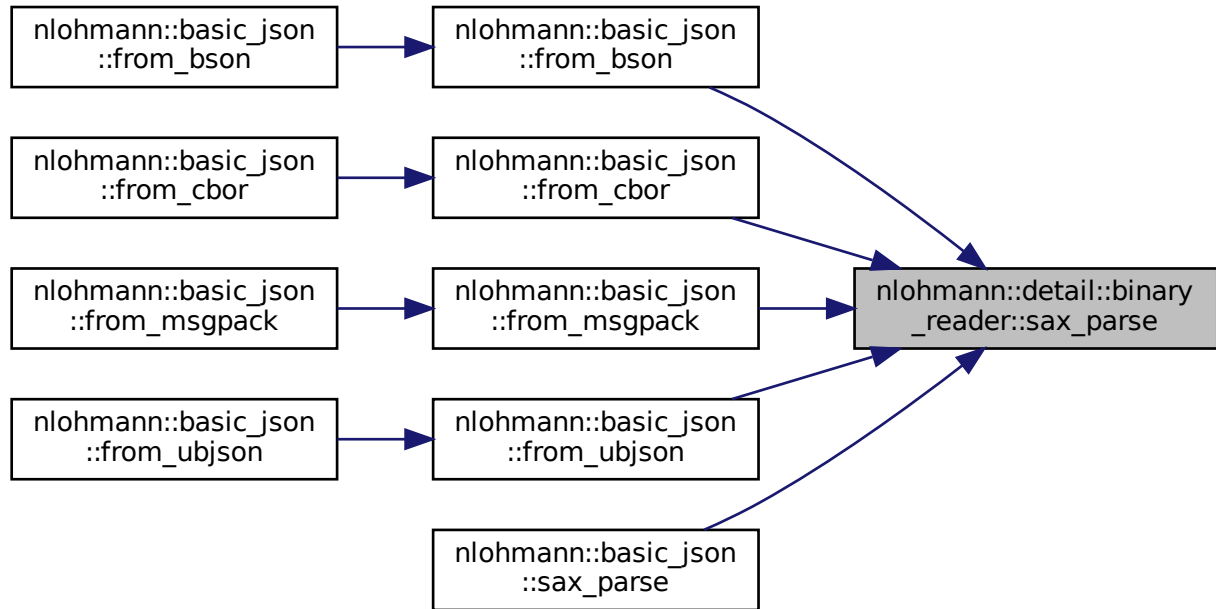 nlohmann::basic_json
::from_bson
nlohmann::basic_json
::from_bson
nlohmann::basic_json
::from_cbor
nlohmann::basic_json
::from_cbor
nlohmann::basic_json
::from_msgpack
nlohmann::basic_json
::from_msgpack
nlohmann::detail::binary
_reader::sax_parse
nlohmann::basic_json
::from_ubjson
nlohmann::basic_json
::from_ubjson
nlohmann::basic_json
::sax_parse